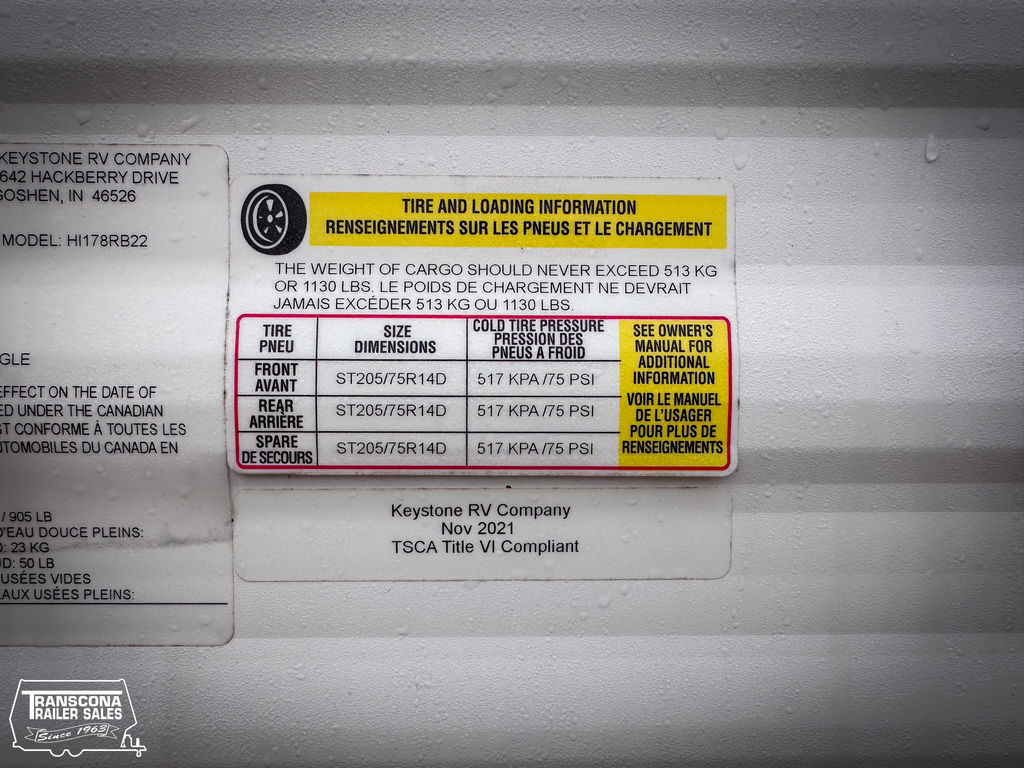 KEYSTONE RV COMPANY
642 HACKBERRY DRIVE
GOSHEN, IN 46526
MODEL: HI178RB22
GLE
EFFECT ON THE DATE OF
ED UNDER THE CANADIAN
ST CONFORME À TOUTES LES
UTOMOBILES DU CANADA EN
/ 905 LB
D'EAU DOUCE PLEINS:
D: 23 KG
UD: 50 LB
USÉES VIDES
EAUX USÉES PLEINS:
TIRE AND LOADING INFORMATION
RENSEIGNEMENTS SUR LES PNEUS ET LE CHARGEMENT
THE WEIGHT OF CARGO SHOULD NEVER EXCEED 513 KG
OR 1130 LBS. LE POIDS DE CHARGEMENT NE DEVRAIT
JAMAIS EXCÉDER 513 KG OU 1130 LBS.
TIRE
PNEU
SIZE
DIMENSIONS
COLD TIRE PRESSURE
PRESSION DES
PNEUS A FROID
FRONT
AVANT
ST205/75R14D
517 KPA /75 PSI
REAR
ARRIÈRE
ST205/75R14D
517 KPA /75 PSI
SPARE
DE SECOURS
ST205/75R14D
517 KPA /75 PSI
SEE OWNER'S
MANUAL FOR
ADDITIONAL
INFORMATION
VOIR LE MANUEL
DE L'USAGER
POUR PLUS DE
RENSEIGNEMENTS
Keystone RV Company
Nov 2021
TSCA Title VI Compliant
TRANSCONA
TRAILER SALES
Since 1963